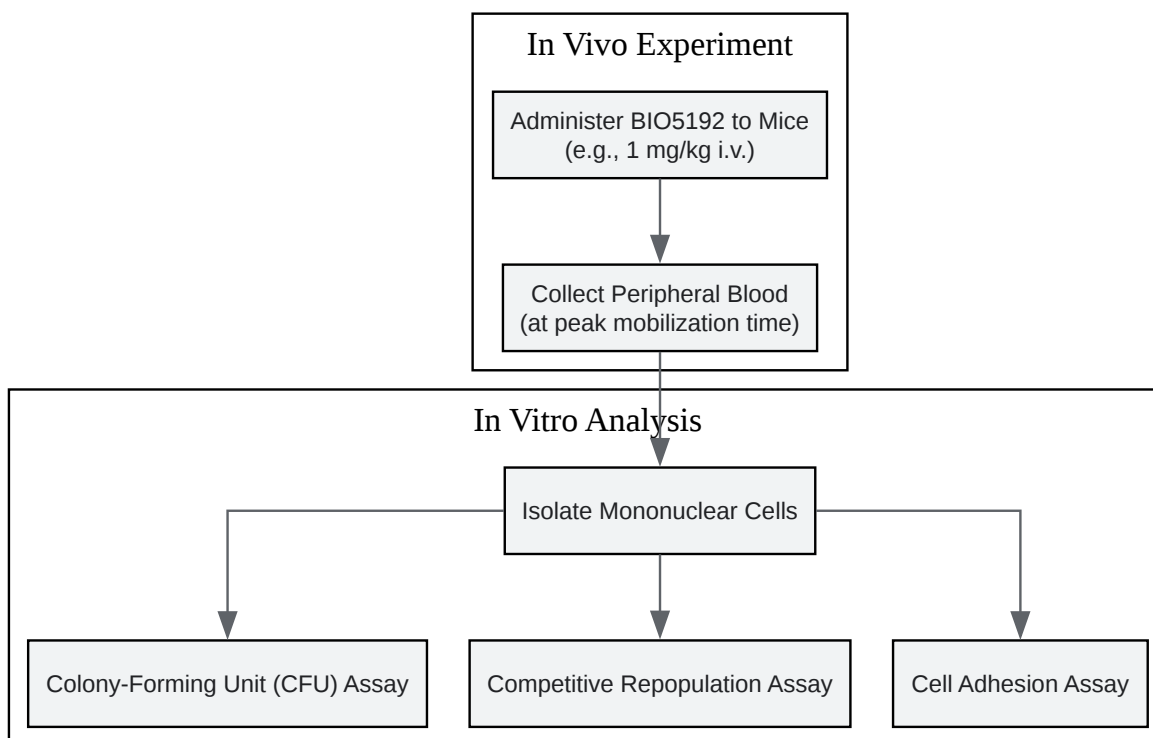 In Vivo Experiment
Administer BIO5192 to Mice
(e.g., 1 mg/kg i.v.)
Collect Peripheral Blood
(at peak mobilization time)
In Vitro Analysis
Isolate Mononuclear Cells
Colony-Forming Unit (CFU) Assay
Competitive Repopulation Assay
Cell Adhesion Assay